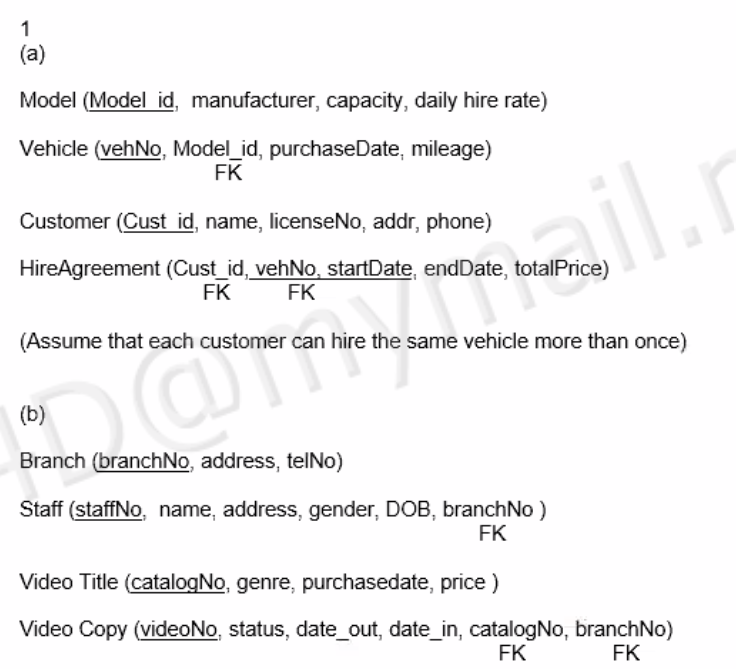 1
(a)
Model (Model_id,  manufacturer, capacity, daily hire rate)
Vehicle (vehNo, Model_id, purchaseDate, mileage)
FK
Customer (Cust_id, name, licenseNo, addr, phone)
HireAgreement (Cust_id, vehNo, startDate, endDate, totalPrice)
FK FK
(Assume that each customer can hire the same vehicle more than once)
(b)
Branch (branchNo, address, telNo)
Staff (staffNo,  name, address, gender, DOB, branchNo )
FK
Video Title (catalogNo, genre, purchasedate, price )
Video Copy (videoNo, status, date_out, date_in, catalogNo, branchNo)
FK FK